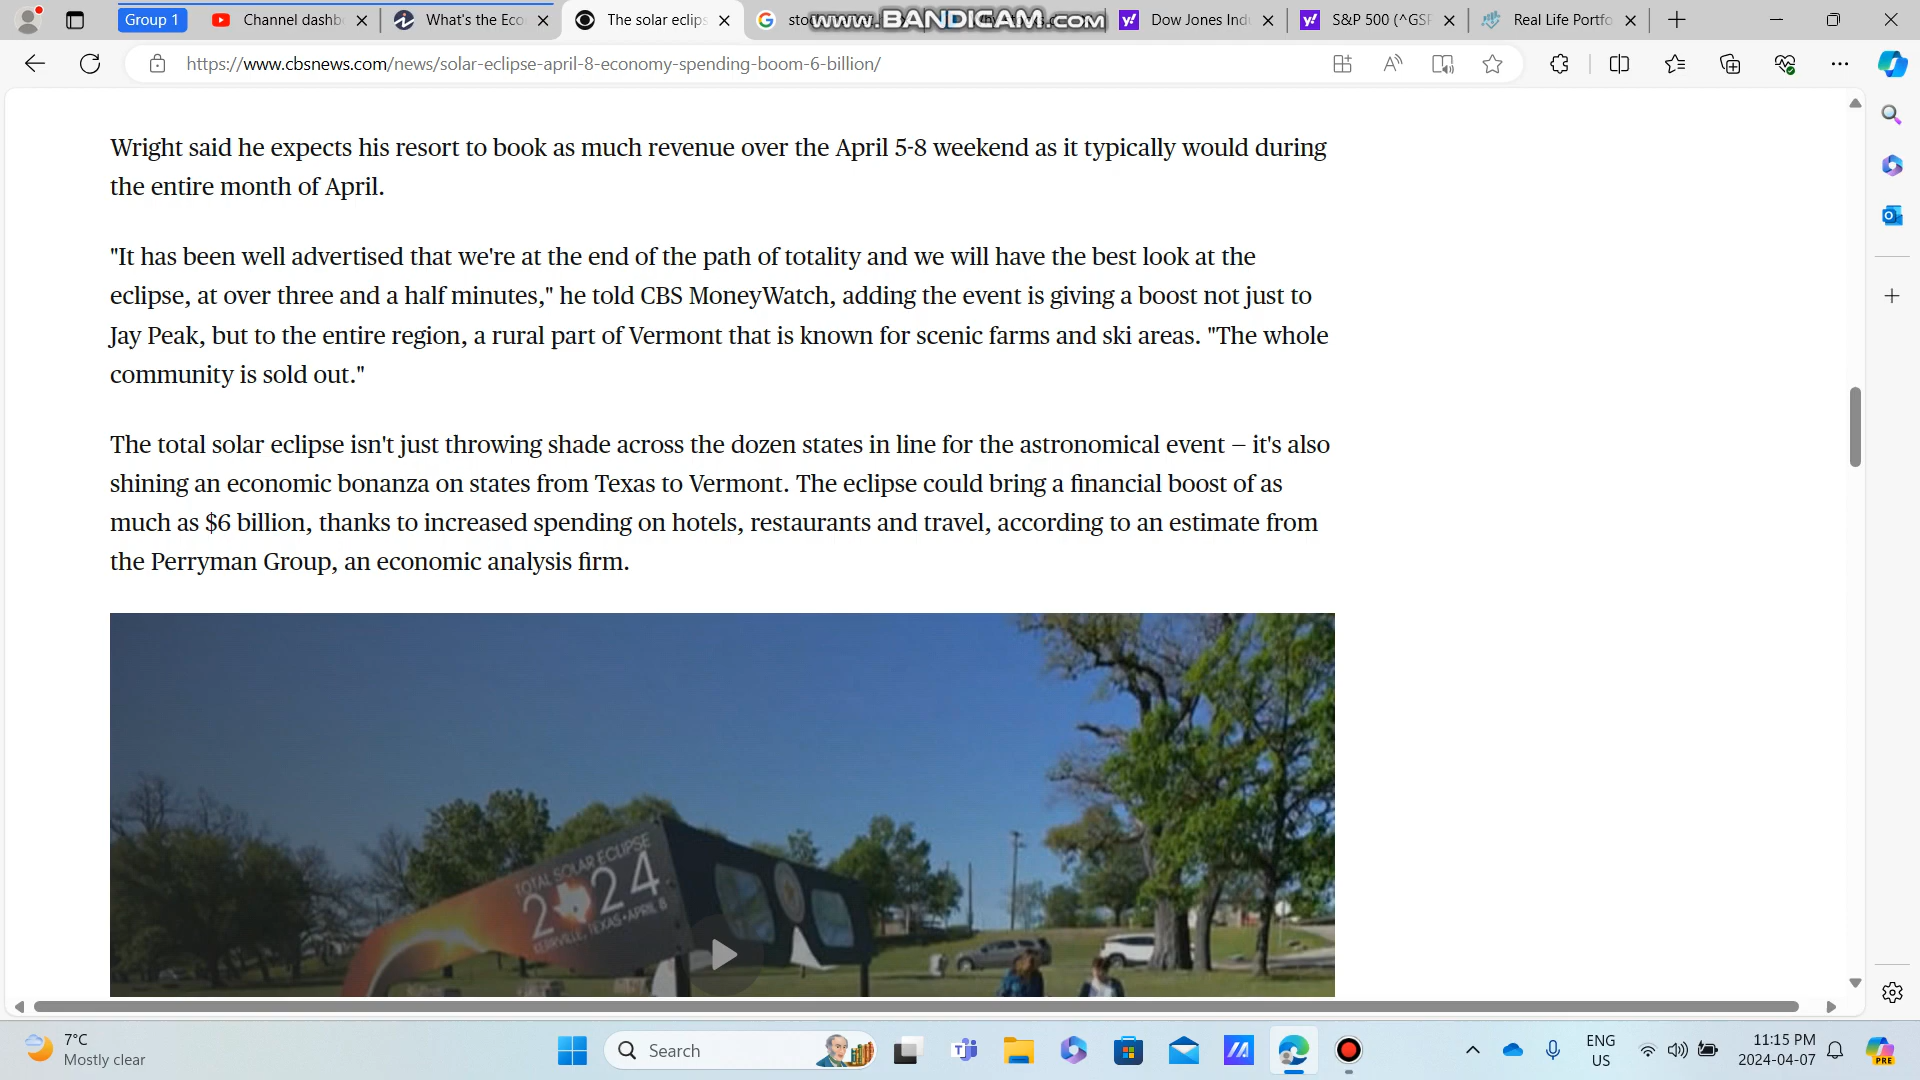 Group 1
Channel dashb
What's the Eco
The solar eclip
www.BANDICAM.com
Dow Jones Ind
S&P 500 (^GSP
Real Life Portfo
https://www.cbsnews.com/news/solar-eclipse-april-8-economy-spending-boom-6-billion/
Wright said he expects his resort to book as much revenue over the April 5-8 weekend as it typically would during
the entire month of April.
"It has been well advertised that we're at the end of the path of totality and we will have the best look at the
eclipse, at over three and a half minutes," he told CBS MoneyWatch, adding the event is giving a boost not just to
Jay Peak, but to the entire region, a rural part of Vermont that is known for scenic farms and ski areas. "The whole
community is sold out."
The total solar eclipse isn't just throwing shade across the dozen states in line for the astronomical event — it's also
shining an economic bonanza on states from Texas to Vermont. The eclipse could bring a financial boost of as
much as $6 billion, thanks to increased spending on hotels, restaurants and travel, according to an estimate from
the Perryman Group, an economic analysis firm.
TOTAL SOLAR ECLIPSE
2024
KERRVILLE, TEXAS • APRIL 8
7°C
Mostly clear
Search
ENG
US
11:15 PM
2024-04-07
PRE